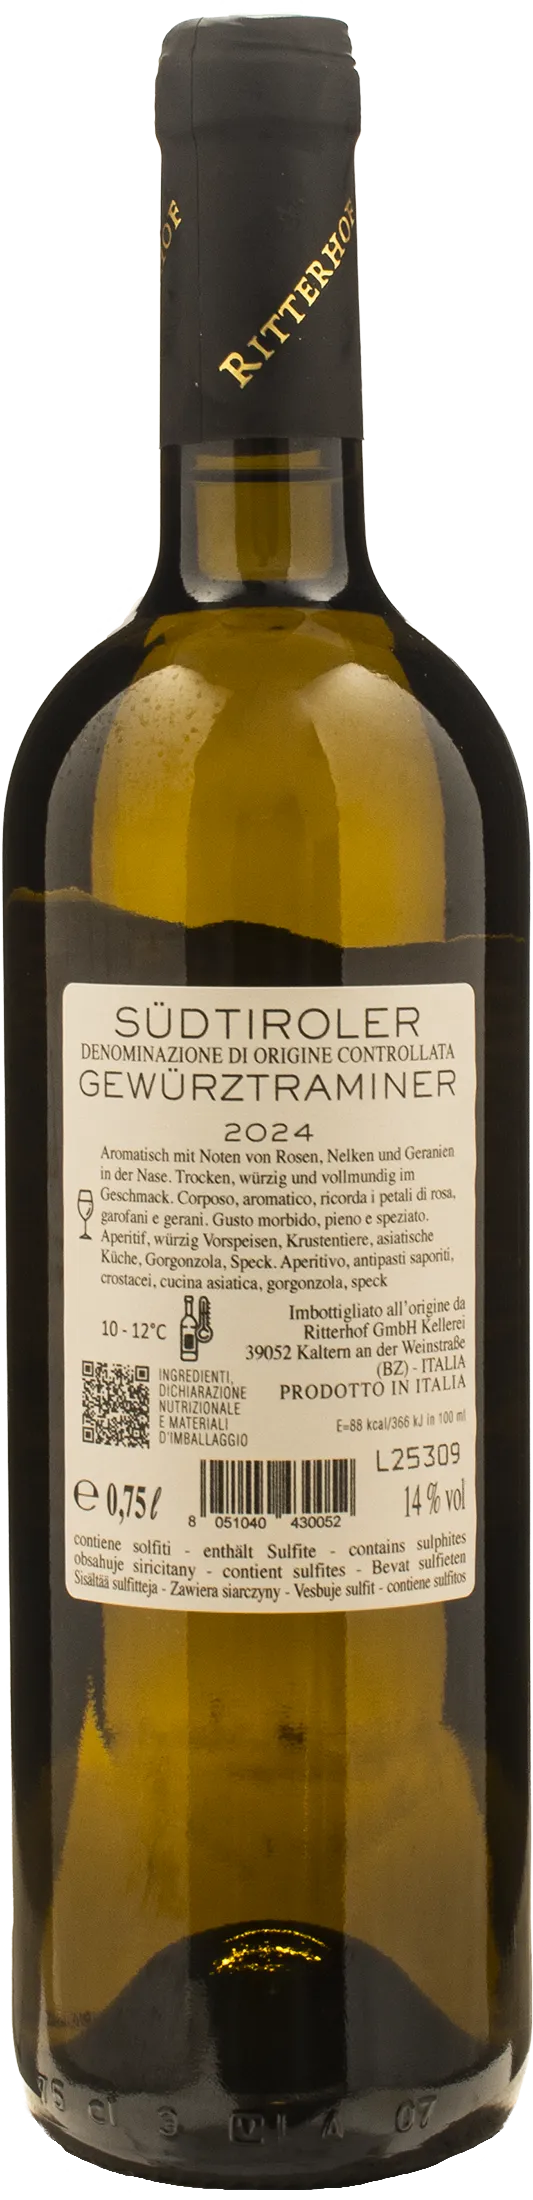 RITTERHOF
OF
SÜDTIROLER
DENOMINAZIONE DI ORIGINE CONTROLLATA
GEWÜRZTRAMINER
2024
Aromatisch mit Noten von Rosen, Nelken und Geranien
in der Nase. Trocken, würzig und vollmundig im
Geschmack. Corposo, aromatico, ricorda i petali di rosa,
garofani e gerani. Gusto morbido, pieno e speziato.
Aperitif, würzig Vorspeisen, Krustentiere, asiatische
Küche, Gorgonzola, Speck. Aperitivo, antipasti saporiti,
crostacei, cucina asiatica, gorgonzola, speck
10 - 12°C
Imbottigliato all'origine da
Ritterhof GmbH Kellerei
39052 Kaltern an der Weinstraße
(BZ) - ITALIA
PRODOTTO IN ITALIA
INGREDIENTI,
DICHIARAZIONE
NUTRIZIONALE
E MATERIALI
D'IMBALLAGGIO
E=88 kcal/366 kJ in 100 ml
L25309
℮ 0,75ℓ
8 051040 430052
14 % vol
contiene solfiti - enthält Sulfite - contains sulphites
obsahuje siricitany - contient sulfites - Bevat sulfieten
Sisältää sulfitteja - Zawiera siarczyny - Vesbuje sulfit - contiene sulfitos
75 cl 3 V A 07